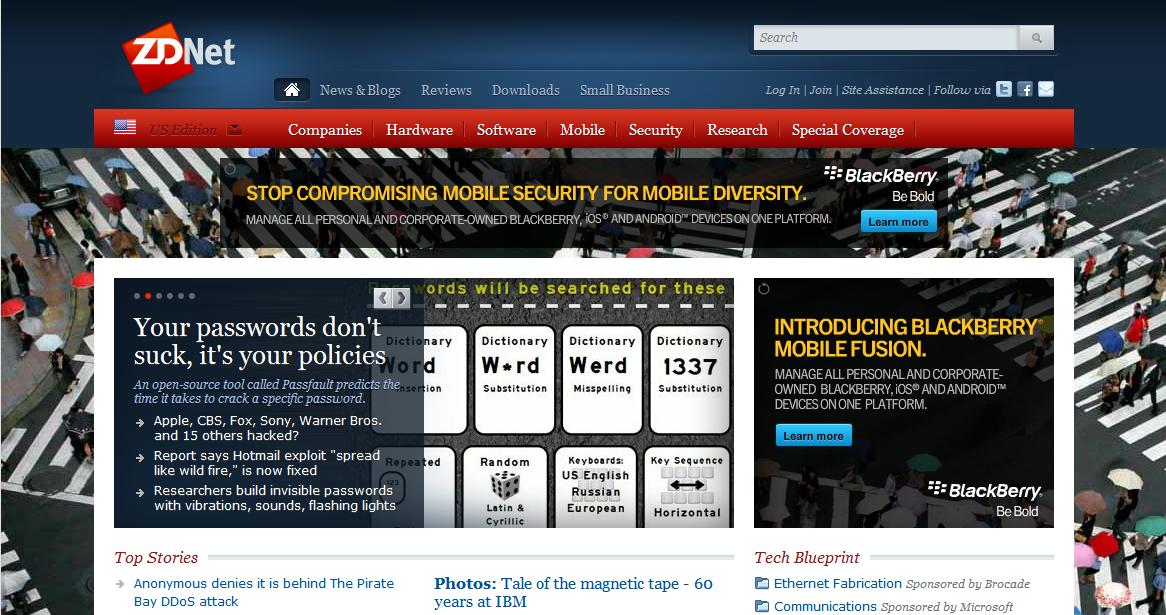 ZDNet
Search
News & Blogs Reviews Downloads Small Business
Log In | Join | Site Assistance | Follow via
US Edition
Companies Hardware Software Mobile Security Research Special Coverage
STOP COMPROMISING MOBILE SECURITY FOR MOBILE DIVERSITY.
MANAGE ALL PERSONAL AND CORPORATE-OWNED BLACKBERRY, iOS® AND ANDROID™ DEVICES ON ONE PLATFORM.
BlackBerry.
Be Bold
Learn more
Your passwords don't
suck, it's your policies
An open-source tool called Passfault predicts the
time it takes to crack a specific password.
Apple, CBS, Fox, Sony, Warner Bros.
and 15 others hacked?
Report says Hotmail exploit "spread
like wild fire," is now fixed
Researchers build invisible passwords
with vibrations, sounds, flashing lights
Passwords will be searched for these
Dictionary Dictionary Dictionary Dictionary
Word W*rd Werd 1337
Insertion Substitution Misspelling Substitution
Repeated Random Keyboards: Key Sequence
123
US English
Russian
European
Latin &
Cyrillic
Horizontal
INTRODUCING BLACKBERRY®
MOBILE FUSION.
MANAGE ALL PERSONAL AND CORPORATE-
OWNED BLACKBERRY, iOS® AND ANDROID™
DEVICES ON ONE PLATFORM.
Learn more
BlackBerry.
Be Bold
Top Stories
Anonymous denies it is behind The Pirate
Bay DDoS attack
Photos: Tale of the magnetic tape - 60
years at IBM
Tech Blueprint
Ethernet Fabrication Sponsored by Brocade
Communications Sponsored by Microsoft